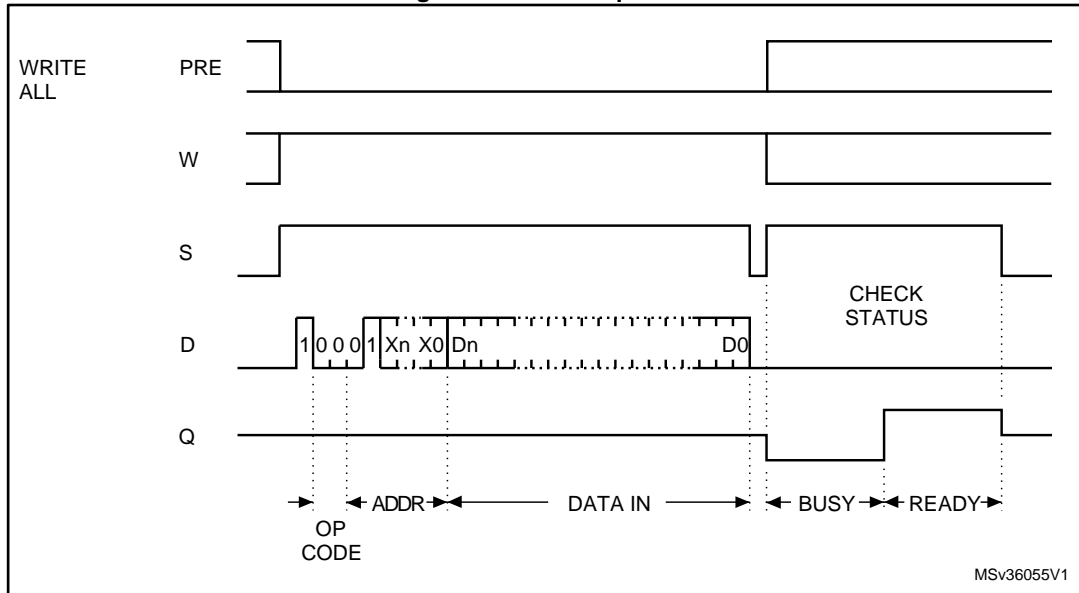 WRITE ALL PRE
W
S
CHECK STATUS
D 1 0 0 0 1 Xn X0 Dn D0
Q
ADDR DATA IN BUSY READY
OP CODE
MSv36055V1